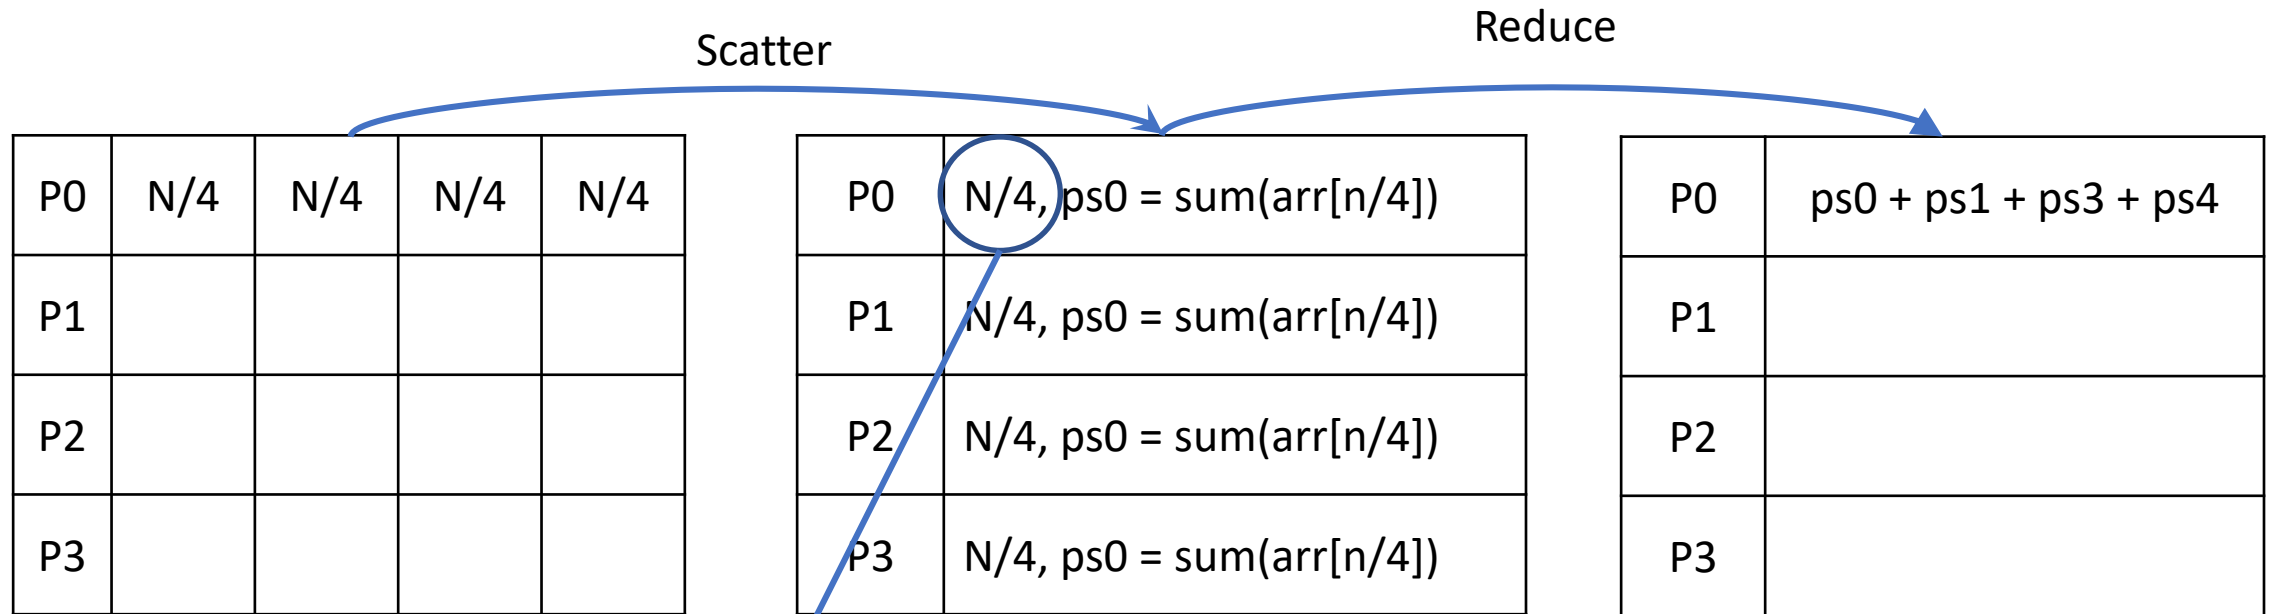 Scatter
Reduce
P0 N/4 N/4 N/4 N/4
P1
P2
P3
P0 N/4, ps0 = sum(arr[n/4])
P1 N/4, ps0 = sum(arr[n/4])
P2 N/4, ps0 = sum(arr[n/4])
P3 N/4, ps0 = sum(arr[n/4])
P0 ps0 + ps1 + ps3 + ps4
P1
P2
P3